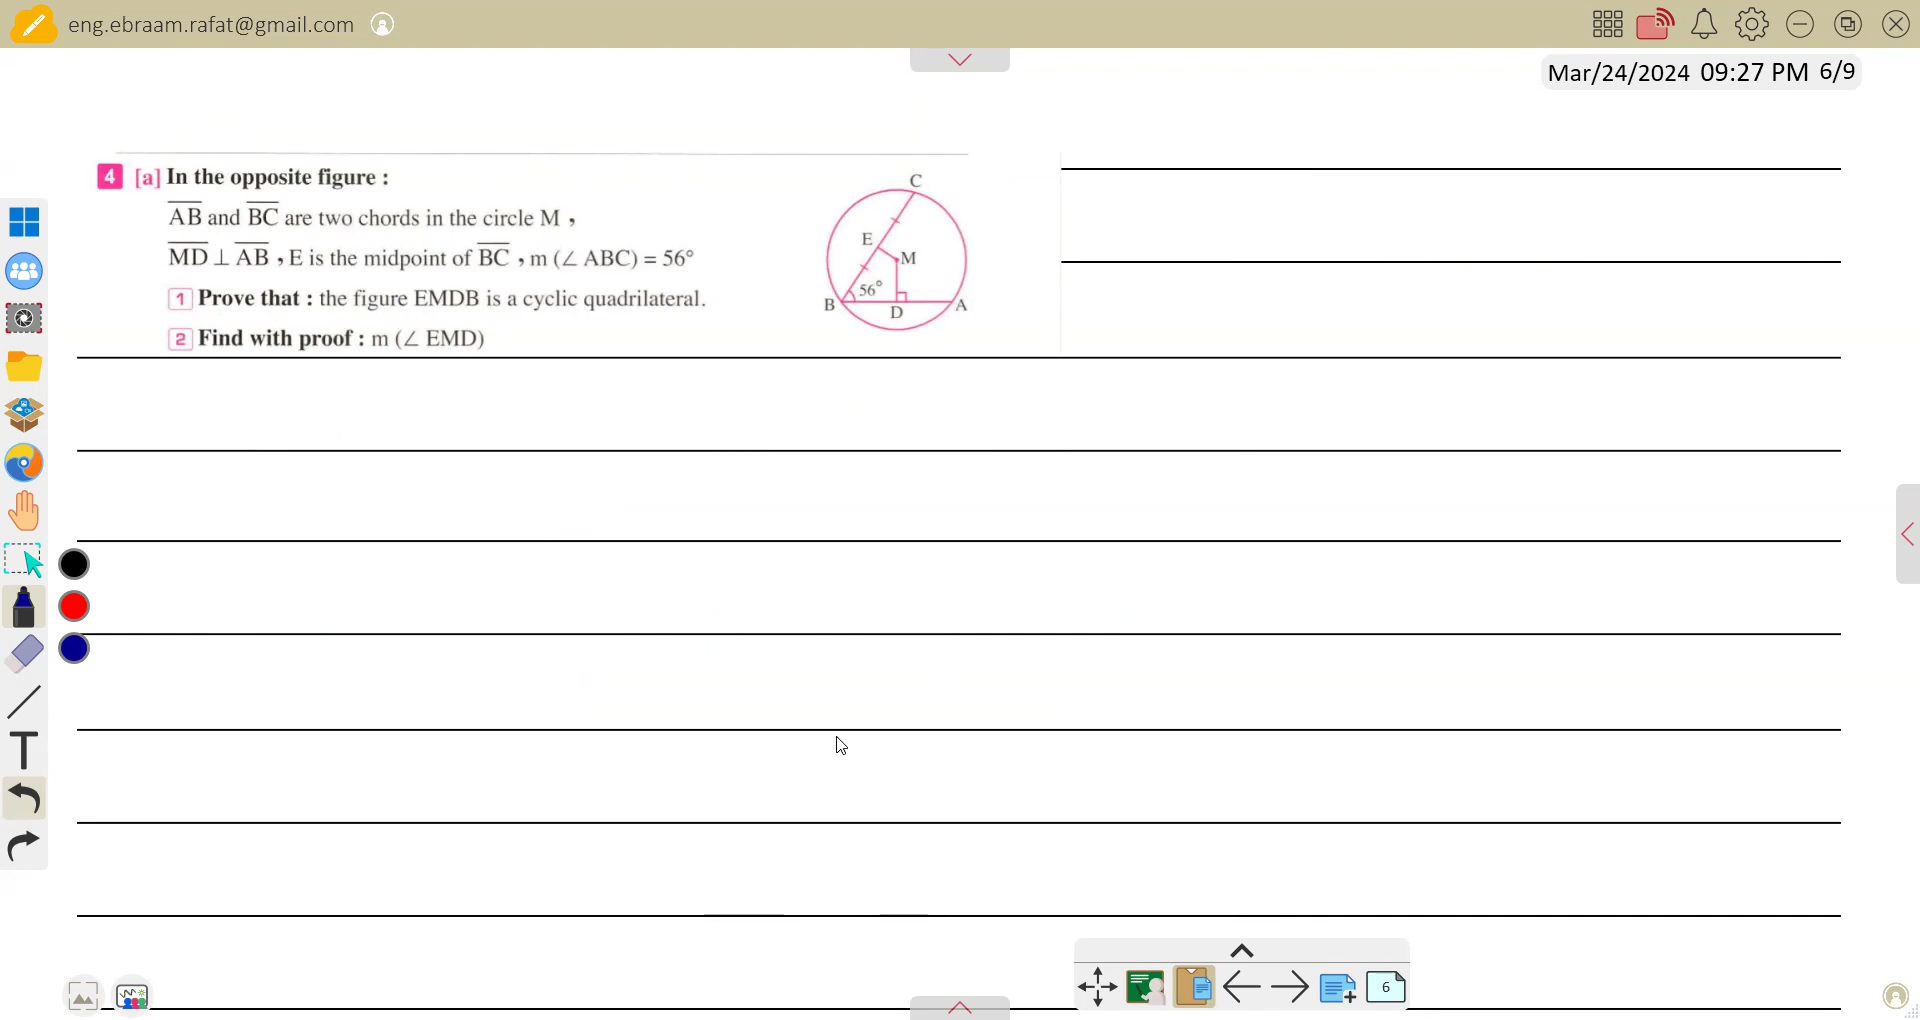 eng.ebraam.rafat@gmail.com
Mar/24/2024 09:27 PM 6/9
4 [a] In the opposite figure :
AB and BC are two chords in the circle M ,
MD ⊥ AB , E is the midpoint of BC , m (∠ ABC) = 56°
1 Prove that : the figure EMDB is a cyclic quadrilateral.
2 Find with proof : m (∠ EMD)
C
E
M
56°
B
D
A
T
6